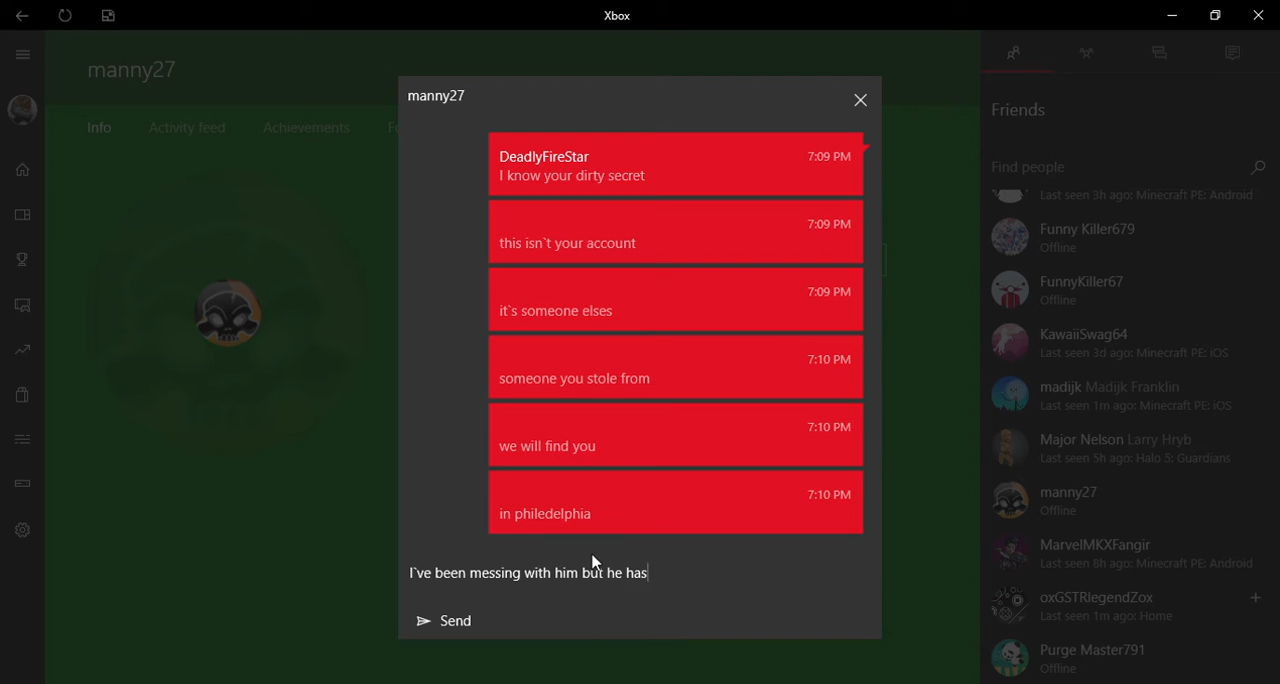 Xbox
manny27
Info Activity feed Achievements
manny27
DeadlyFireStar 7:09 PM
I know your dirty secret
7:09 PM
this isn`t your account
7:09 PM
it`s someone elses
7:10 PM
someone you stole from
7:10 PM
we will find you
7:10 PM
in philedelphia
I`ve been messing with him but he has
Send
Friends
Find people
Last seen 3h ago: Minecraft PE: Android
Funny Killer679
Offline
FunnyKiller67
Offline
KawaiiSwag64
Last seen 3d ago: Minecraft PE: iOS
madijk Madijk Franklin
Last seen 1m ago: Minecraft PE: iOS
Major Nelson Larry Hryb
Last seen 5h ago: Halo 5: Guardians
manny27
Offline
MarvelMKXFangir
Last seen 8h ago: Minecraft PE: Android
oxGSTRlegendZox
Last seen 1m ago: Home
Purge Master791
Offline